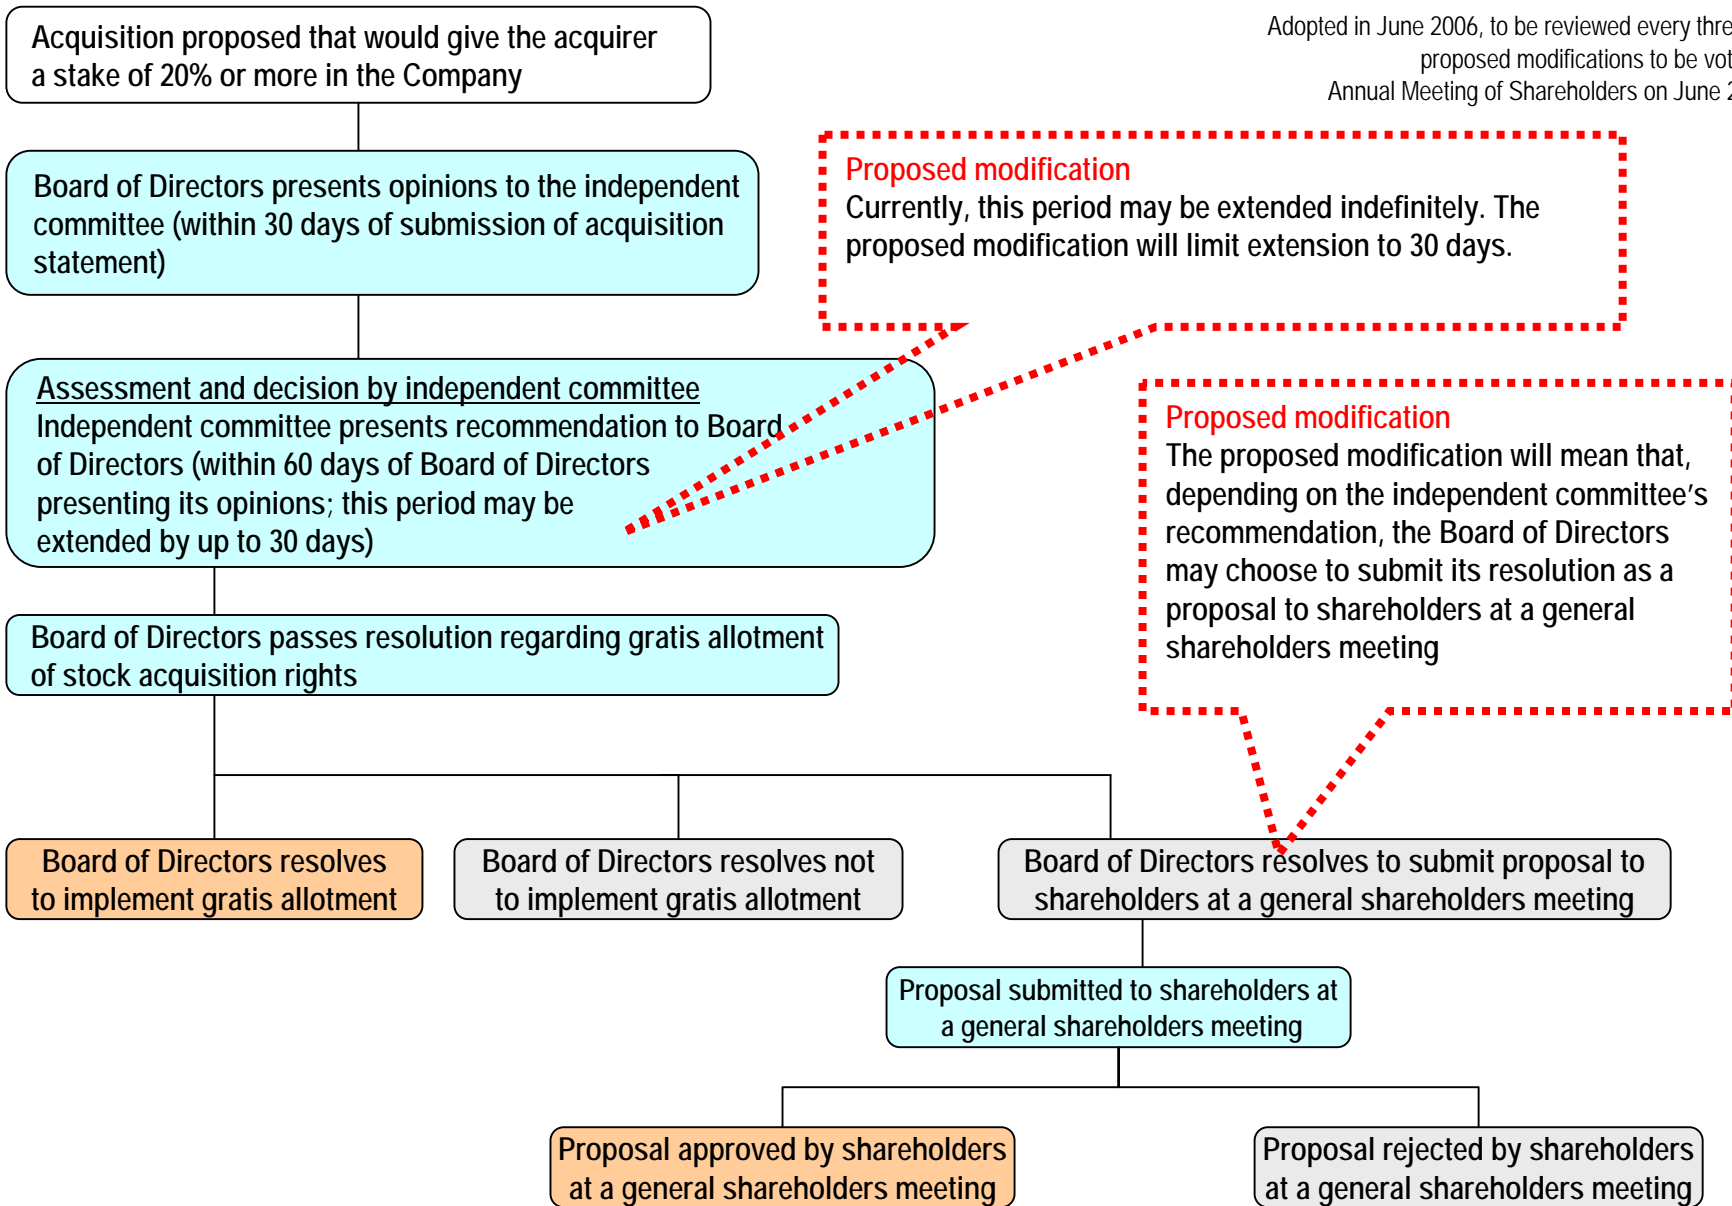 Acquisition proposed that would give the acquirer
a stake of 20% or more in the Company
Adopted in June 2006, to be reviewed every
proposed modifications to be
Annual Meeting of Shareholders on June
Board of Directors presents opinions to the independent
committee (within 30 days of submission of acquisition
statement)
Proposed modification
Currently, this period may be extended indefinitely. The
proposed modification will limit extension to 30 days.
Assessment and decision by independent committee
Independent committee presents recommendation to Board
of Directors (within 60 days of Board of Directors
presenting its opinions; this period may be
extended by up to 30 days)
Proposed modification
The proposed modification will mean that,
depending on the independent committee's
recommendation, the Board of Directors
may choose to submit its resolution as a
proposal to shareholders at a general
shareholders meeting
Board of Directors passes resolution regarding gratis allotment
of stock acquisition rights
Board of Directors resolves
to implement gratis allotment
Board of Directors resolves not
to implement gratis allotment
Board of Directors resolves to submit proposal to
shareholders at a general shareholders meeting
Proposal submitted to shareholders at
a general shareholders meeting
Proposal approved by shareholders
at a general shareholders meeting
Proposal rejected by shareholders
at a general shareholders meeting